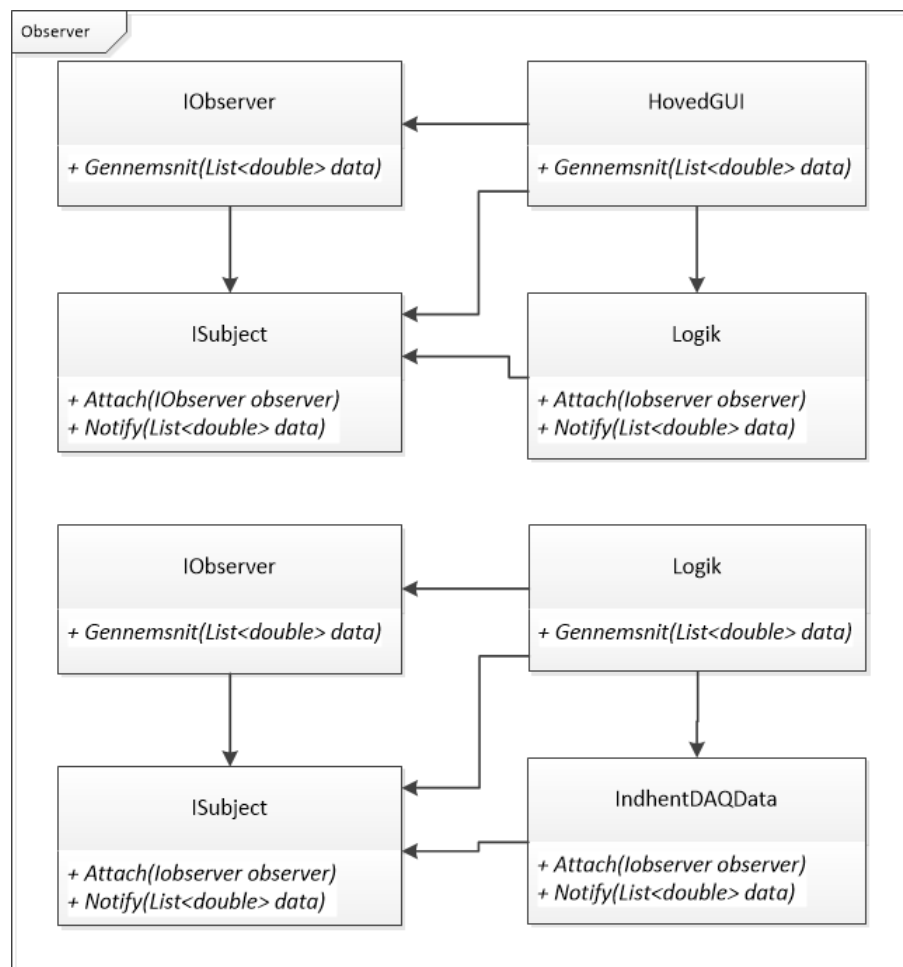 Observer
IObserver
+ Gennemsnit(List<double> data)
HovedGUI
+ Gennemsnit(List<double> data)
ISubject
+ Attach(IObserver observer)
+ Notify(List<double> data)
Logik
+ Attach(Iobserver observer)
+ Notify(List<double> data)
IObserver
+ Gennemsnit(List<double> data)
Logik
+ Gennemsnit(List<double> data)
ISubject
+ Attach(Iobserver observer)
+ Notify(List<double> data)
IndhentDAQData
+ Attach(Iobserver observer)
+ Notify(List<double> data)